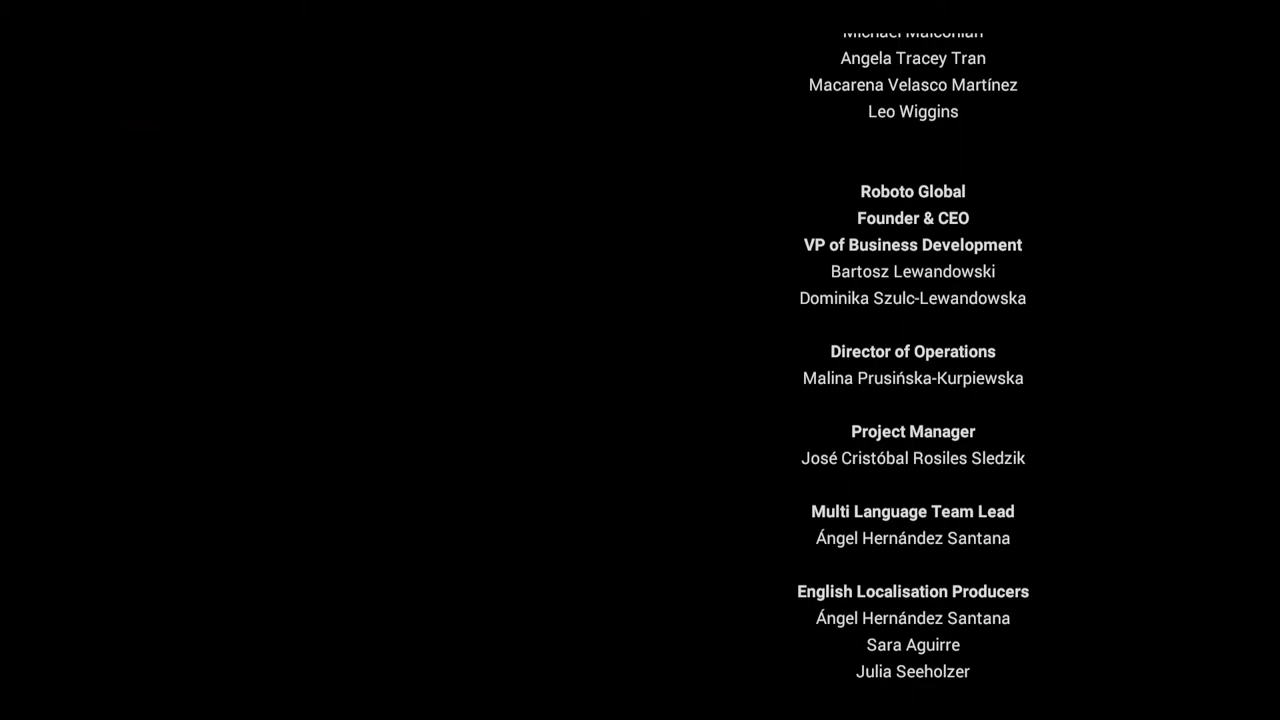 Angela Tracey Tran
Macarena Velasco Martínez
Leo Wiggins
Roboto Global
Founder & CEO
VP of Business Development
Bartosz Lewandowski
Dominika Szulc-Lewandowska
Director of Operations
Malina Prusińska-Kurpiewska
Project Manager
José Cristóbal Rosiles Sledzik
Multi Language Team Lead
Ángel Hernández Santana
English Localisation Producers
Ángel Hernández Santana
Sara Aguirre
Julia Seeholzer